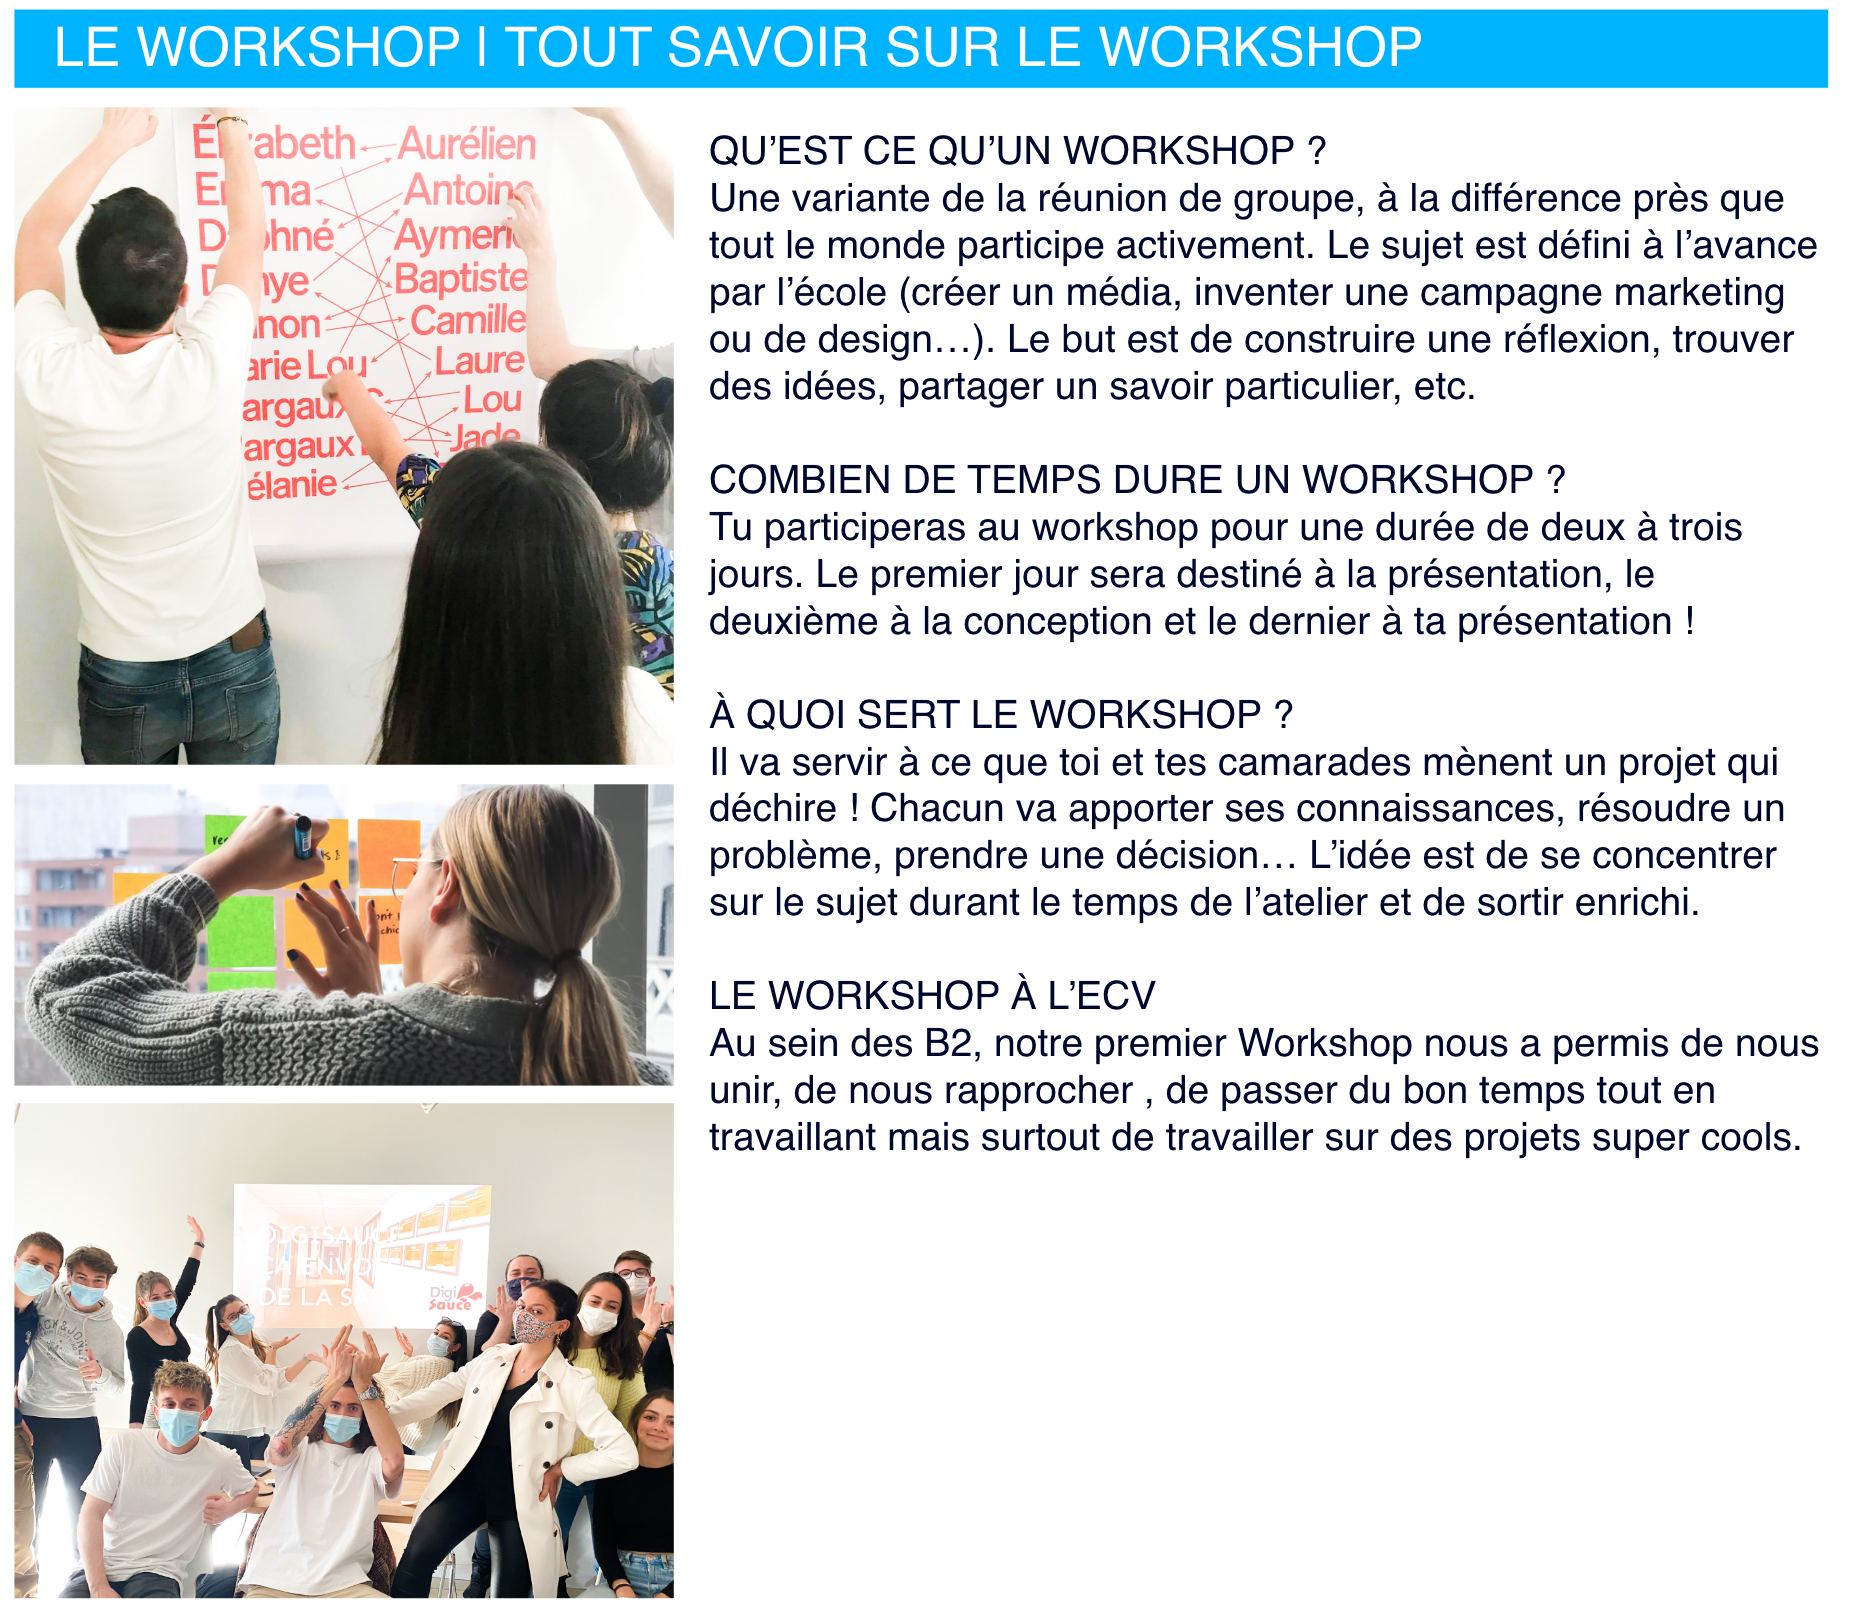 LE WORKSHOP | TOUT SAVOIR SUR LE WORKSHOP
Aurélien
Antoine
Baptiste
Camille
Lou
Laure
Lou
Jade
QU’EST CE QU’UN WORKSHOP ?
Une variante de la réunion de groupe, à la différence près que
tout le monde participe activement. Le sujet est défini à l’avance
par l’école (créer un média, inventer une campagne marketing
ou de design…). Le but est de construire une réflexion, trouver
des idées, partager un savoir particulier, etc.
COMBIEN DE TEMPS DURE UN WORKSHOP ?
Tu participeras au workshop pour une durée de deux à trois
jours. Le premier jour sera destiné à la présentation, le
deuxième à la conception et le dernier à ta présentation !
À QUOI SERT LE WORKSHOP ?
Il va servir à ce que toi et tes camarades mènent un projet qui
déchire ! Chacun va apporter ses connaissances, résoudre un
problème, prendre une décision… L’idée est de se concentrer
sur le sujet durant le temps de l’atelier et de sortir enrichi.
LE WORKSHOP À L’ECV
Au sein des B2, notre premier Workshop nous a permis de nous
unir, de nous rapprocher , de passer du bon temps tout en
travaillant mais surtout de travailler sur des projets super cools.
DIGISAUCE
DE LA
Digi
Sauce